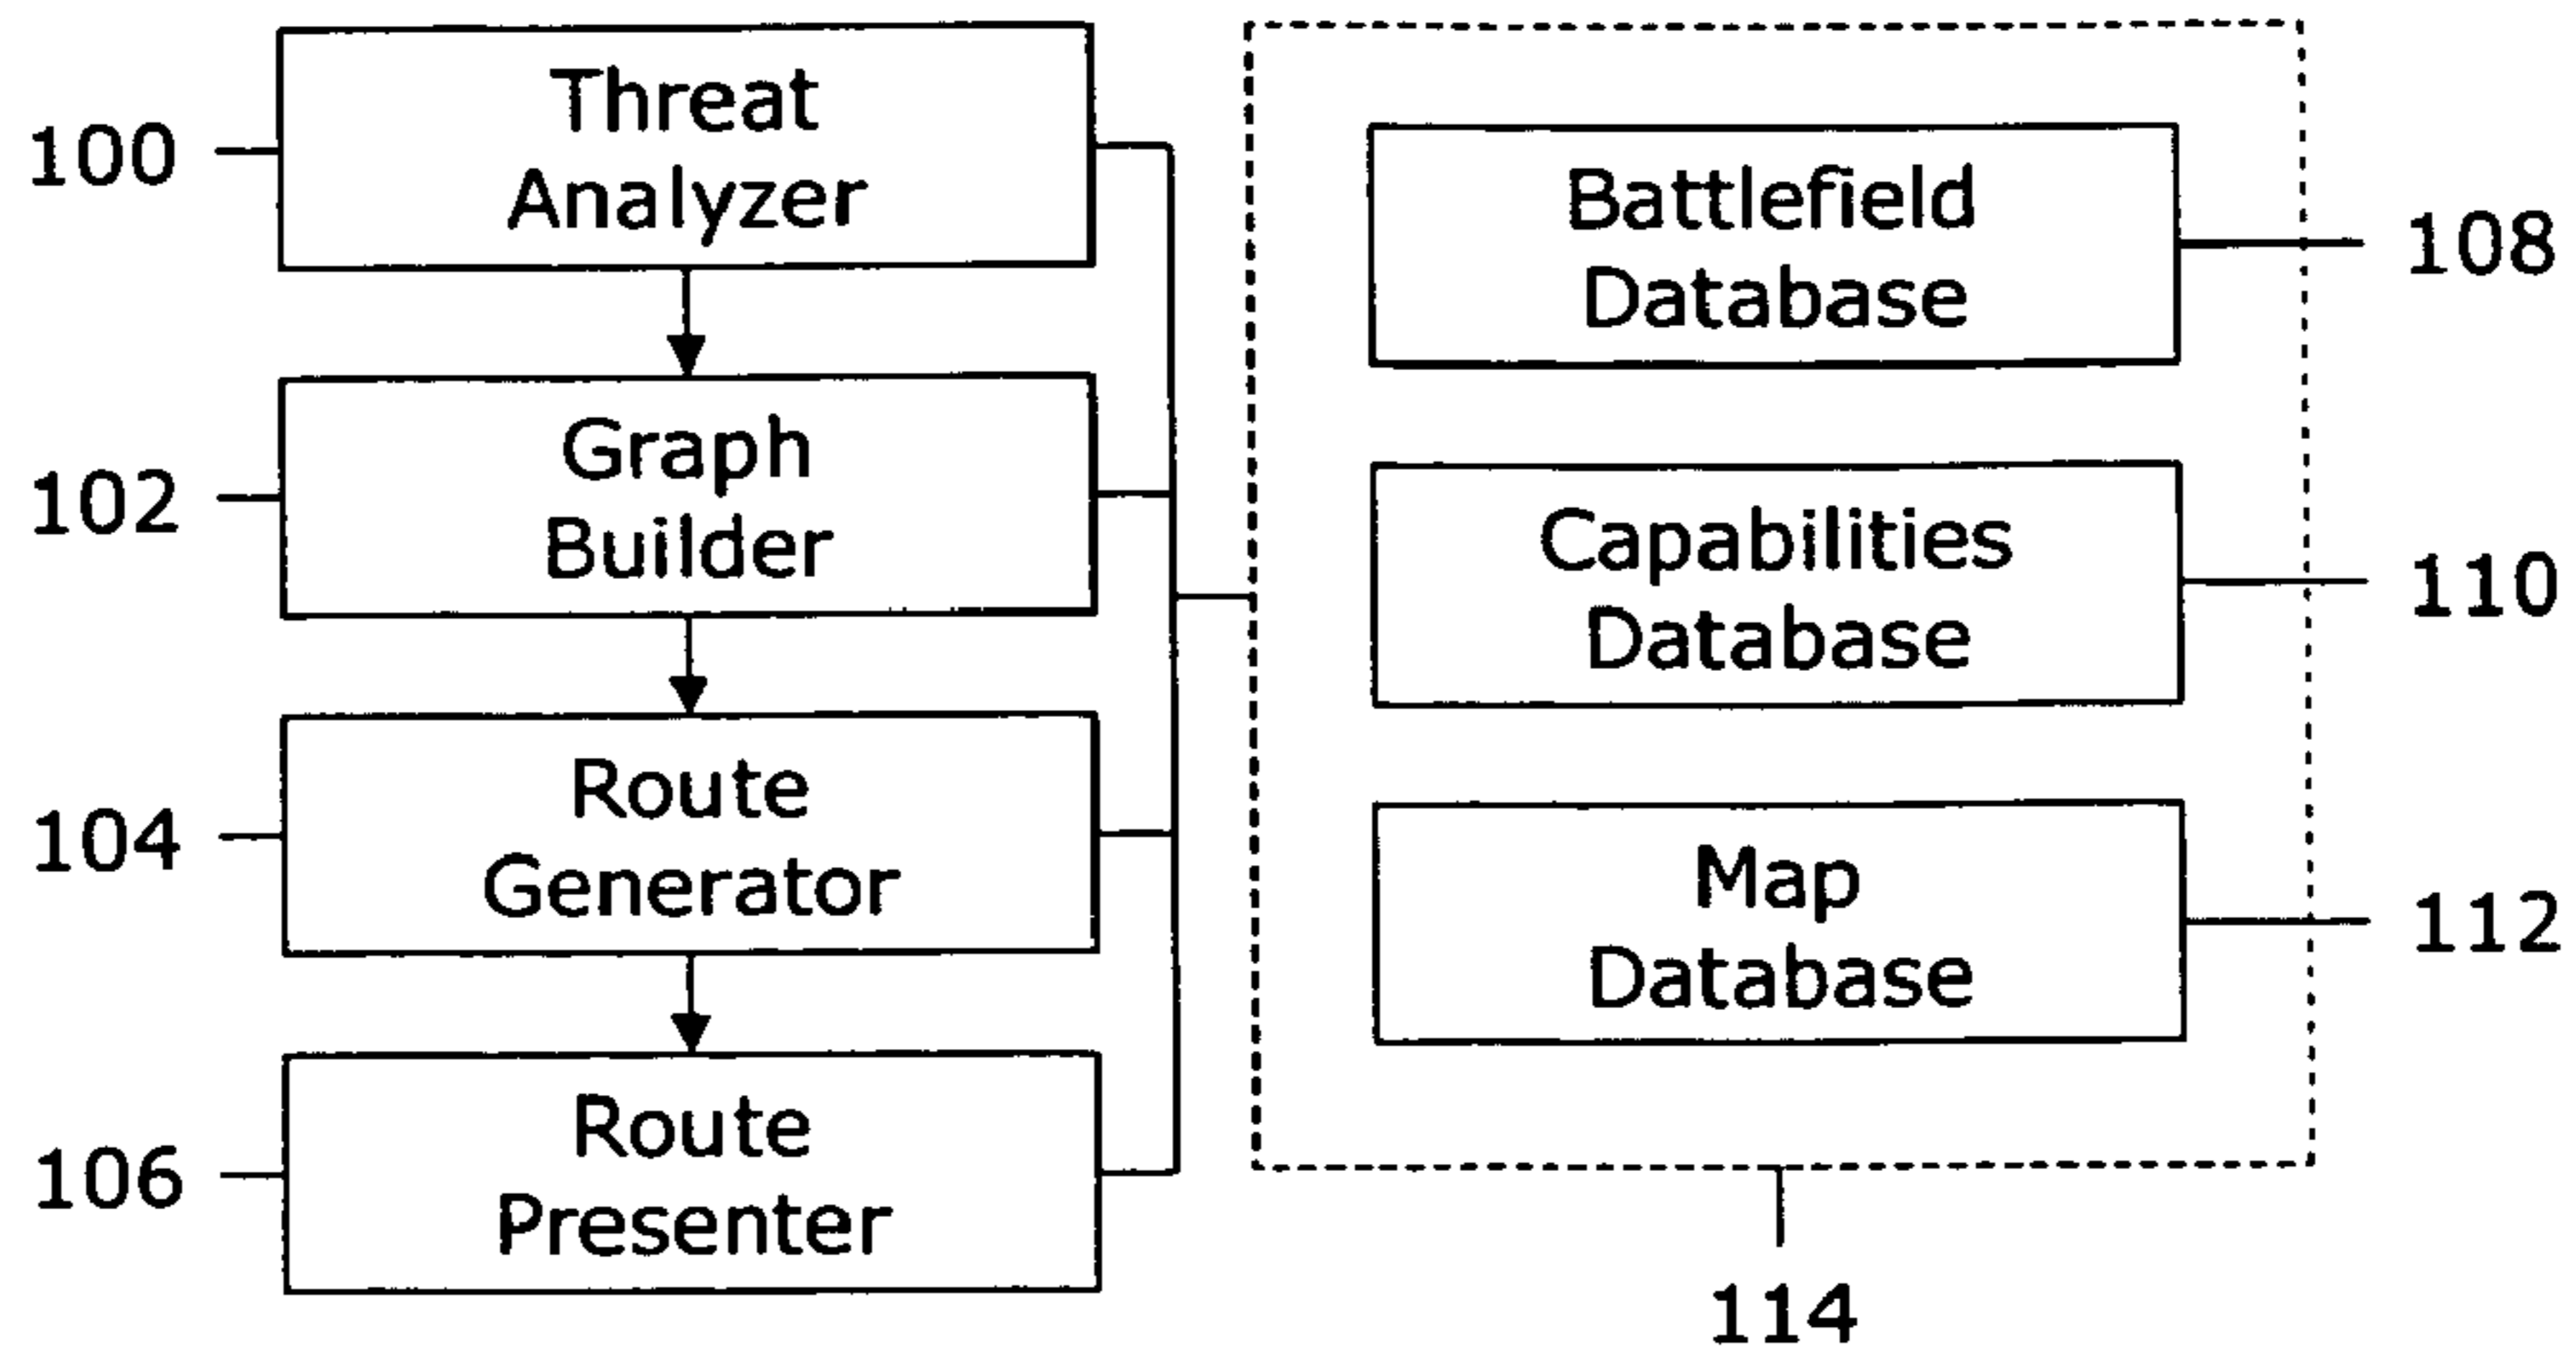 Threat
Analyzer
100
Graph
Builder
102
Route
Generator
104
Route
Presenter
106
Battlefield
Database
108
Capabilities
Database
110
Map
Database
112
114